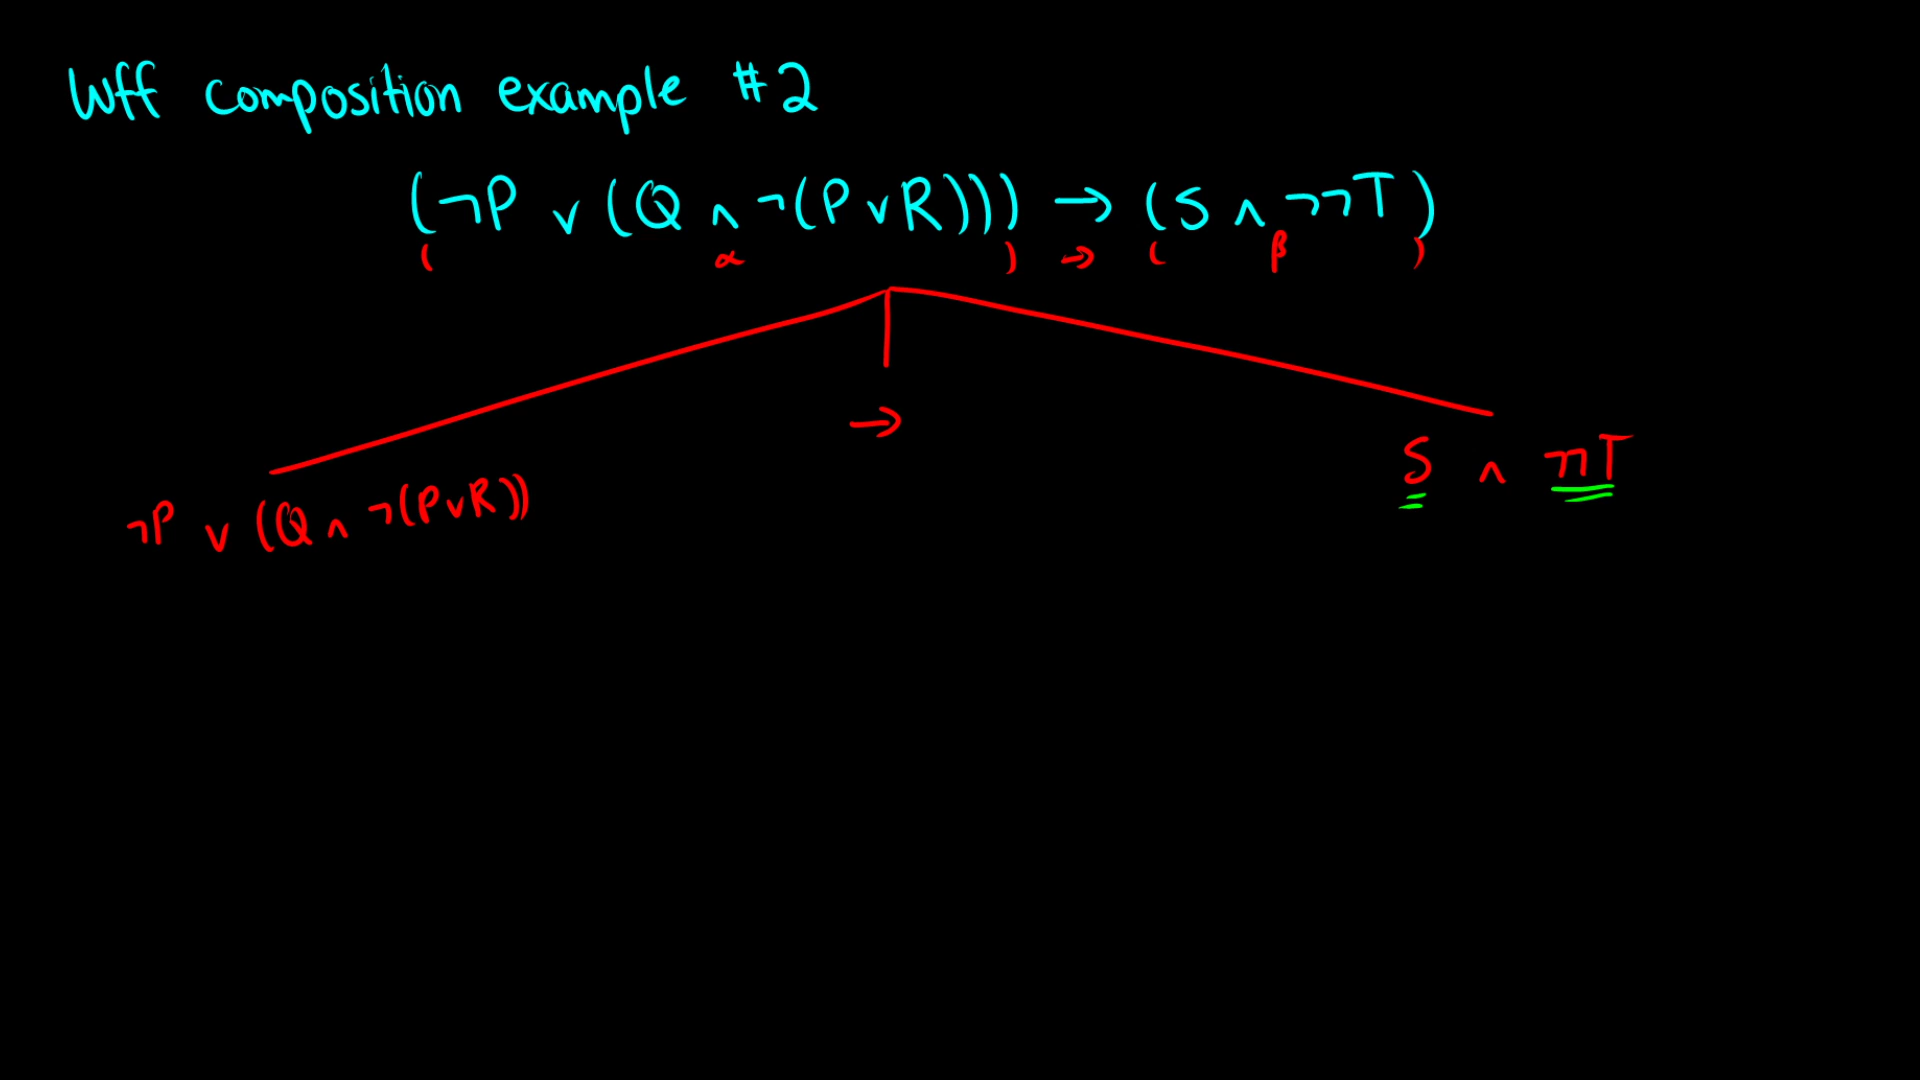 Wff composition example #2
(¬P ∨ (Q ∧ ¬(P ∨ R))) → (S ∧ ¬¬T)
( α ) → ( β )
→
S ∧ ¬¬T
¬P ∨ (Q ∧ ¬(P ∨ R))